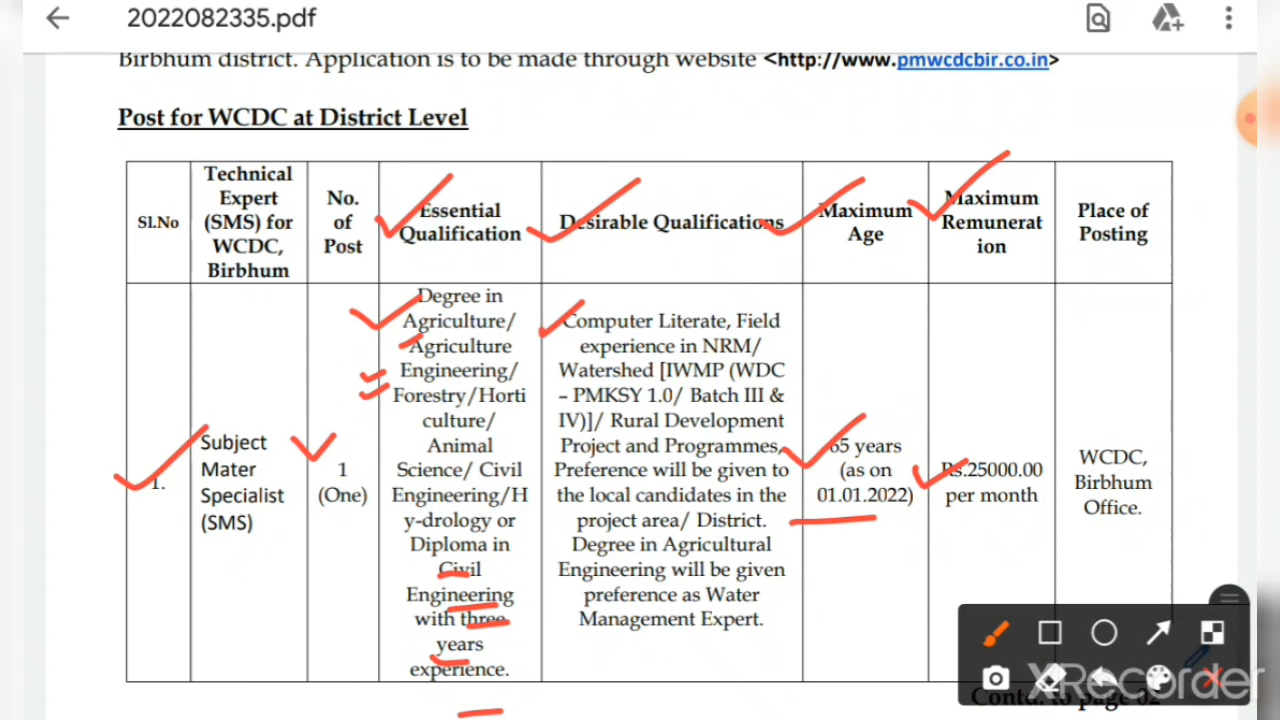 2022082335.pdf
Birbhum district. Application is to be made through website <http://www.pmwcdcbir.co.in>
Post for WCDC at District Level
Sl.No
Technical
Expert
(SMS) for
WCDC,
Birbhum
No.
of
Post
Essential
Qualification
Desirable Qualifications
Maximum
Age
Maximum
Remunerat
ion
Place of
Posting
1.
Subject
Mater
Specialist
(SMS)
1
(One)
Degree in
Agriculture/
Agriculture
Engineering/
Forestry/Horti
culture/
Animal
Science/ Civil
Engineering/H
y-drology or
Diploma in
Civil
Engineering
with three
years
experience.
Computer Literate, Field
experience in NRM/
Watershed [IWMP (WDC
– PMKSY 1.0/ Batch III &
IV)]/ Rural Development
Project and Programmes,
Preference will be given to
the local candidates in the
project area/ District.
Degree in Agricultural
Engineering will be given
preference as Water
Management Expert.
65 years
(as on
01.01.2022)
Rs.25000.00
per month
WCDC,
Birbhum
Office.
Contd. to page 02
XRecorder